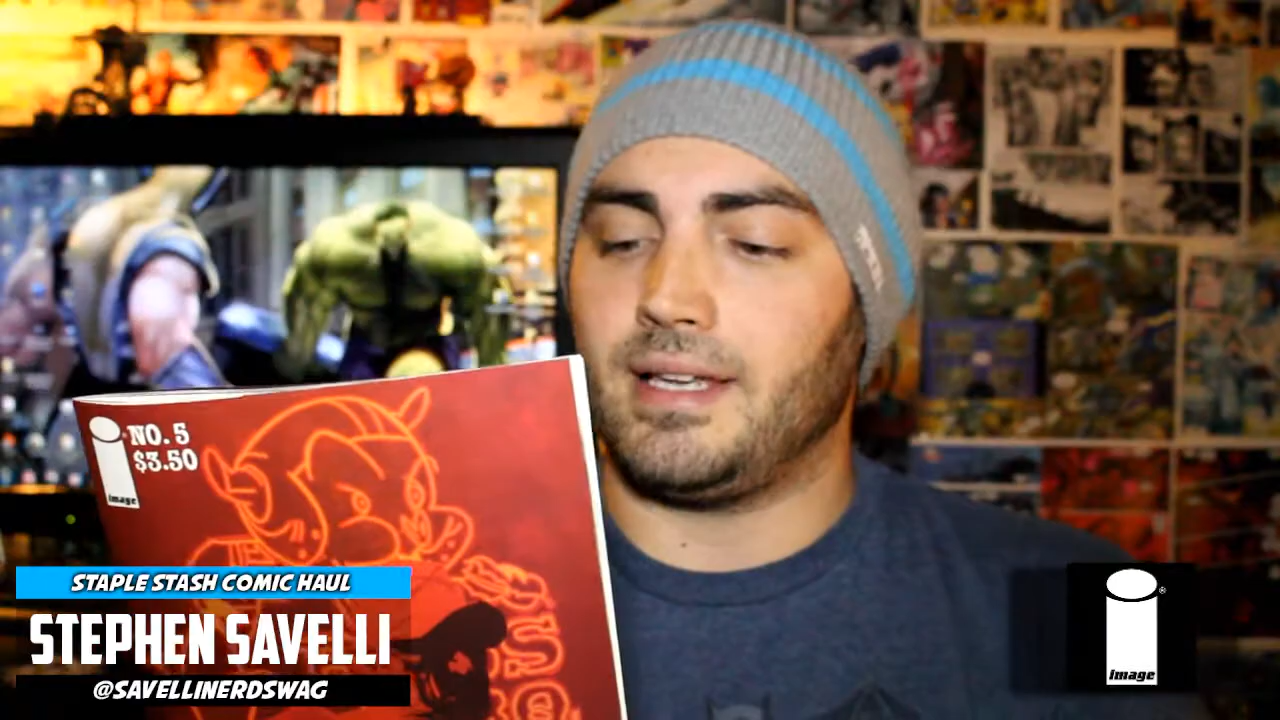 NO. 5
$3.50
image
STAPLE STASH COMIC HAUL
STEPHEN SAVELLI
@SAVELLINERDSWAG
image